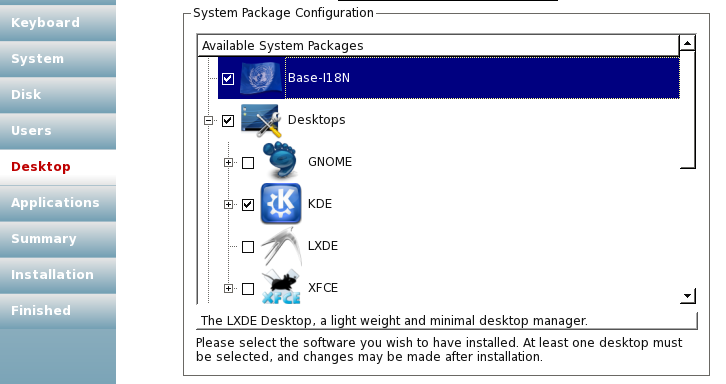 Keyboard
System
Disk
Users
Desktop
Applications
Summary
Installation
Finished
System Package Configuration
Available System Packages
Base-I18N
Desktops
GNOME
KDE
LXDE
XFCE
XFCE
The LXDE Desktop, a light weight and minimal desktop manager.
Please select the software you wish to have installed. At least one desktop must
be selected, and changes may be made after installation.